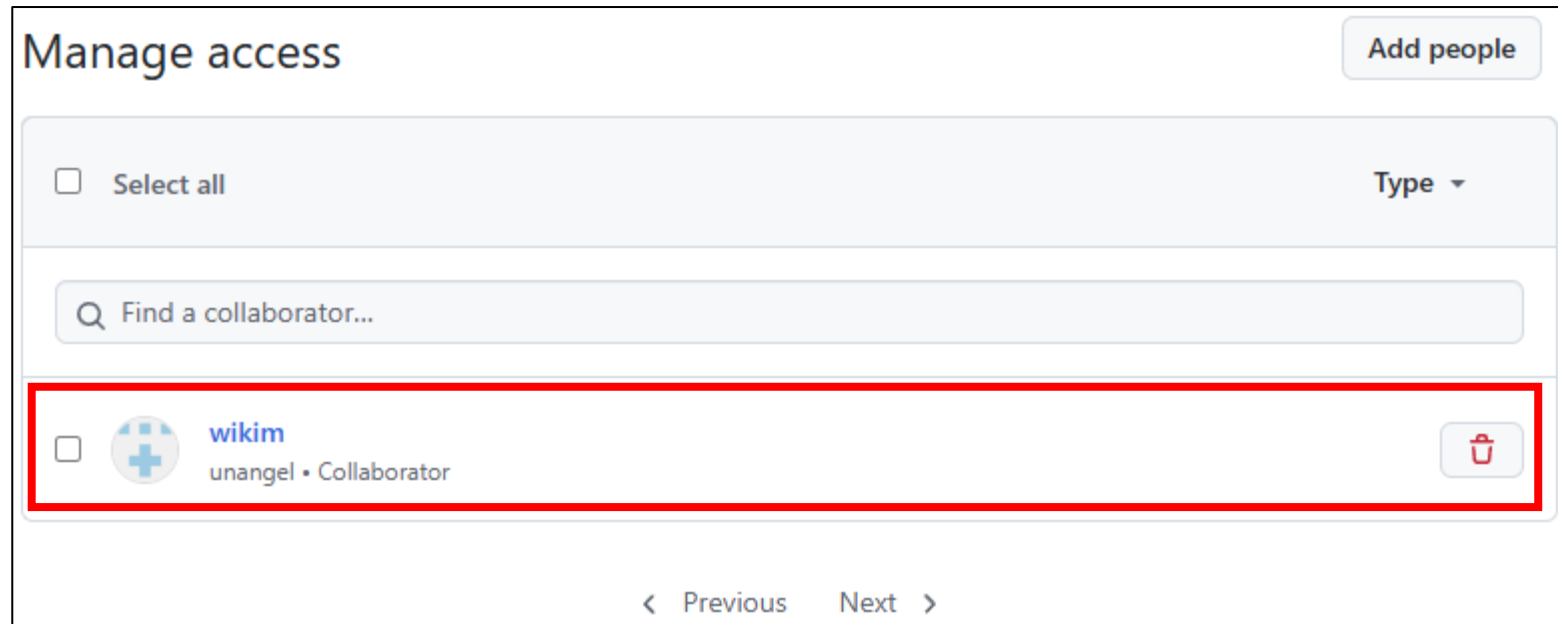 Manage access
Add people
Select all
Type
Find a collaborator...
wikim
unangel • Collaborator
Previous Next